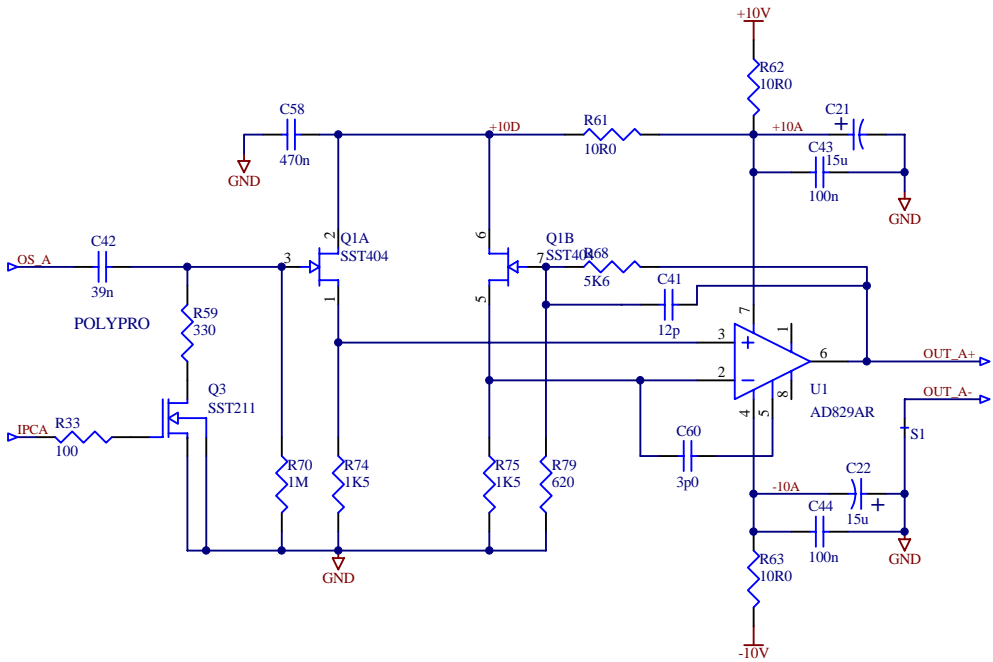 +10V
R62
10R0
C58
470n
GND
+10D
R61
10R0
+10A
C21
+
15u
C43
100n
GND
OS_A
C42
39n
POLYPRO
R59
330
2
3
1
Q1A
SST404
6
7
5
Q1B
SST404
R68
5K6
C41
12p
7
1
3
+
2
−
6
8
4
5
U1
AD829AR
OUT_A+
OUT_A-
S1
Q3
SST211
IPCA
R33
100
R70
1M
R74
1K5
R75
1K5
R79
620
C60
3p0
-10A
C22
+
15u
C44
100n
GND
GND
R63
10R0
-10V